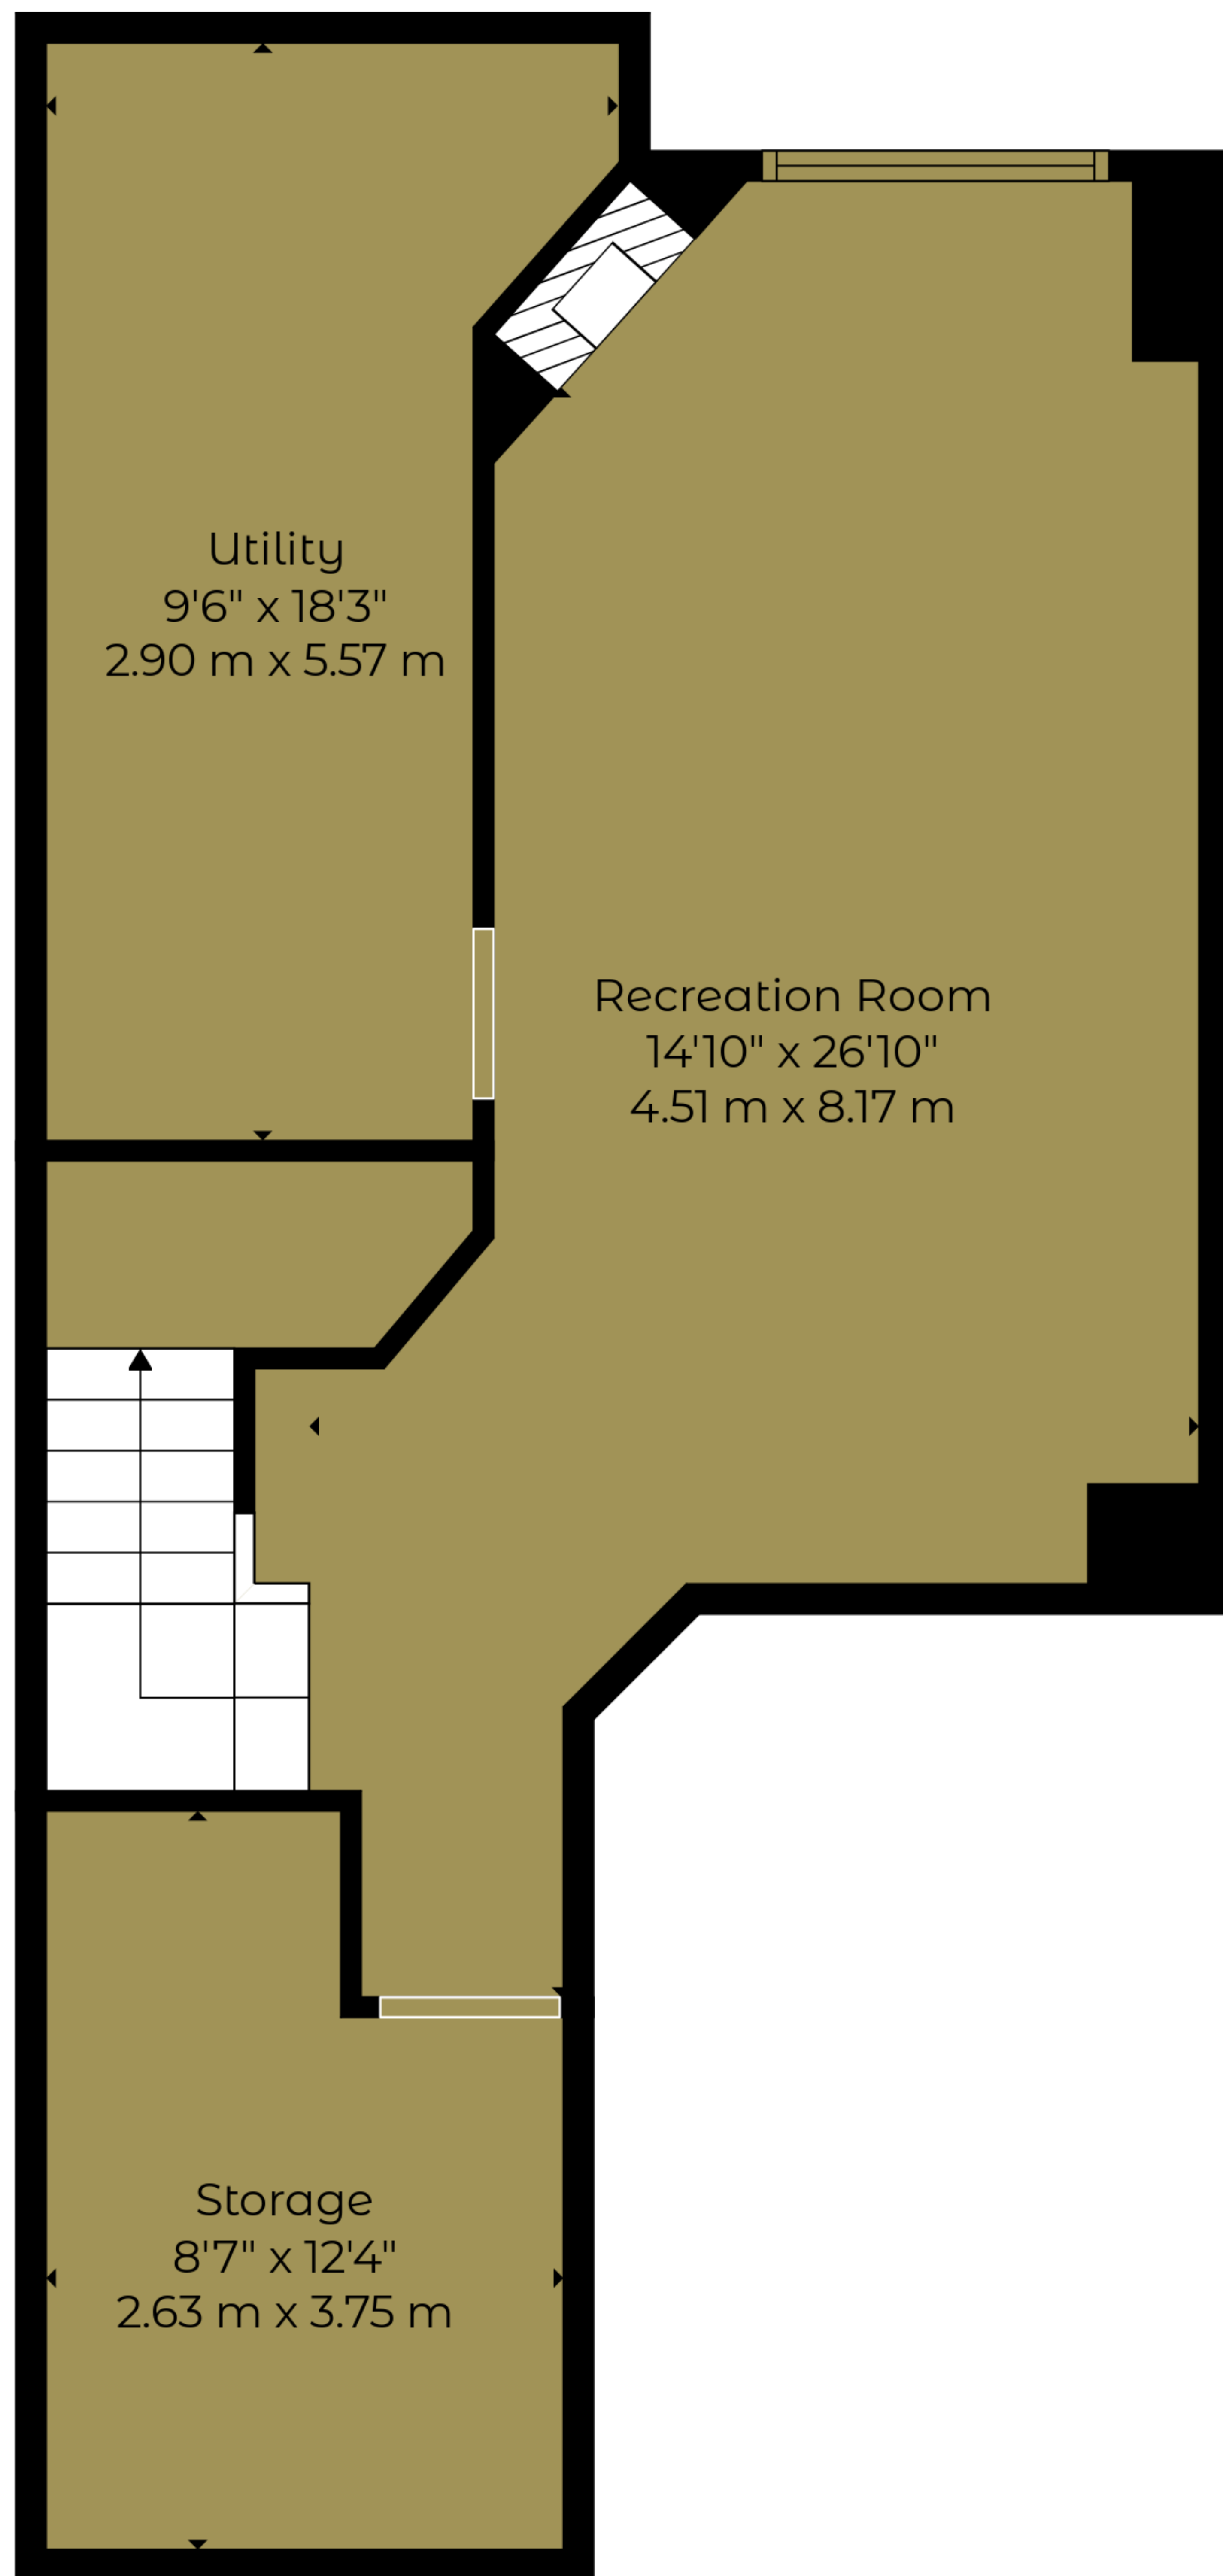 Utility
9'6" x 18'3"
2.90 m x 5.57 m
Recreation Room
14'10" x 26'10"
4.51 m x 8.17 m
Storage
8'7" x 12'4"
2.63 m x 3.75 m